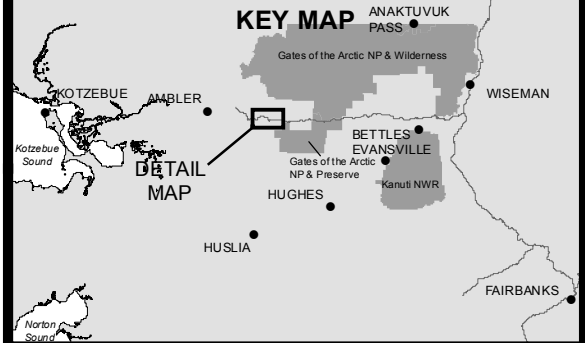 KEY MAP
ANAKTUVUK
PASS
Gates of the Arctic NP & Wilderness
KOTZEBUE
AMBLER
WISEMAN
Kotzebue
Sound
BETTLES
EVANSVILLE
DETAIL
MAP
Gates of the Arctic
NP & Preserve
Kanuti NWR
HUGHES
HUSLIA
FAIRBANKS
Norton
Sound